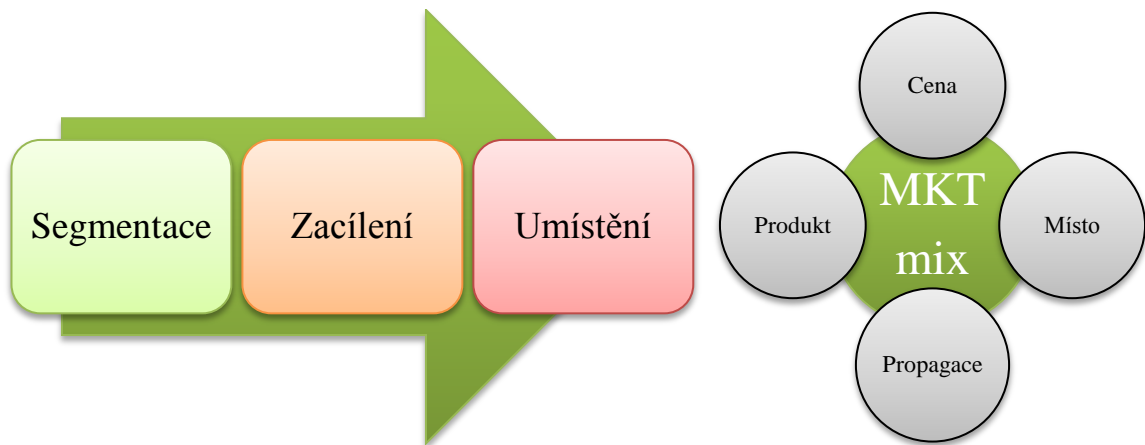 Segmentace
Zacílení
Umístění
Cena
Produkt
MKT
mix
Místo
Propagace